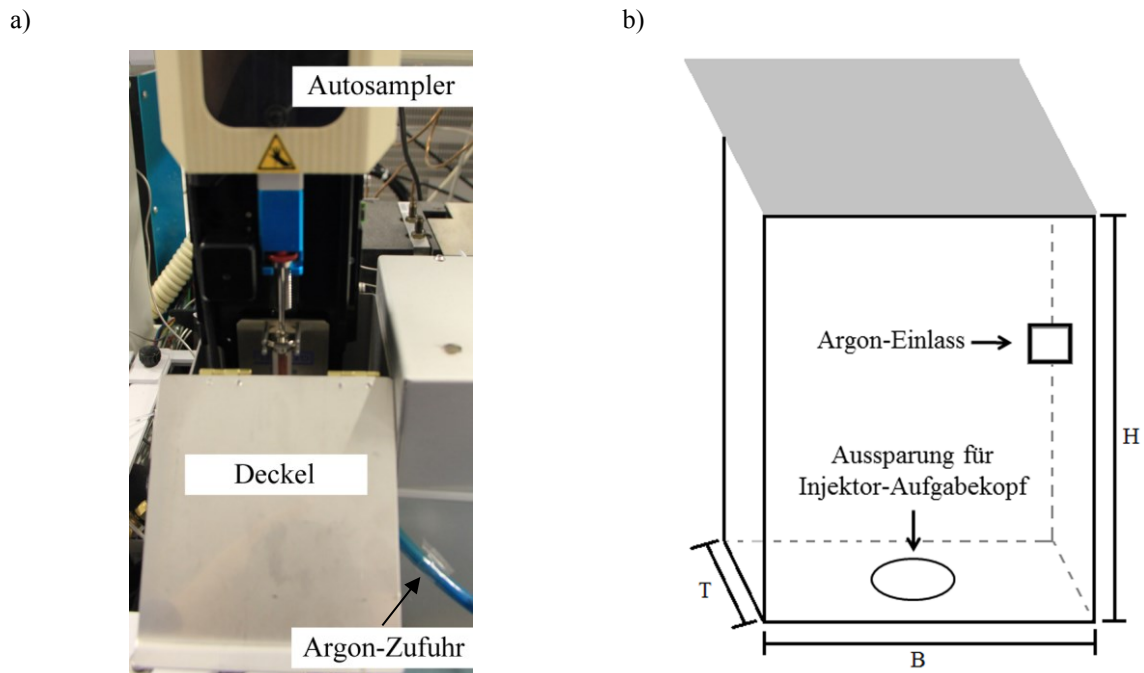 a)
b)
Autosampler
Deckel
Argon-Zufuhr
Argon-Einlass
Aussparung für
Injektor-Aufgabekopf
H
T
B